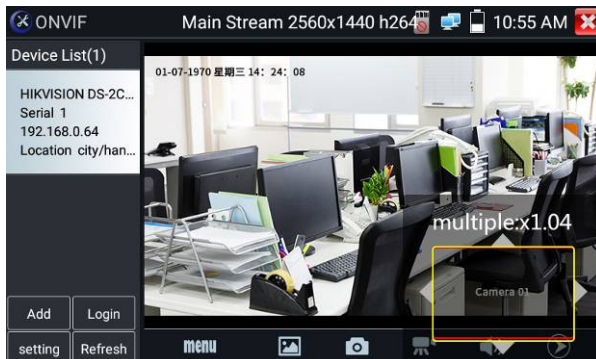 ONVIF
Main Stream 2560x1440 h264
10:55 AM
Device List(1)
HIKVISION DS-2C...
Serial 1
192.168.0.64
Location city/han...
01-07-1970 星期三 14:24:08
multiple:x1.04
Camera 01
Add
Login
setting
Refresh
menu